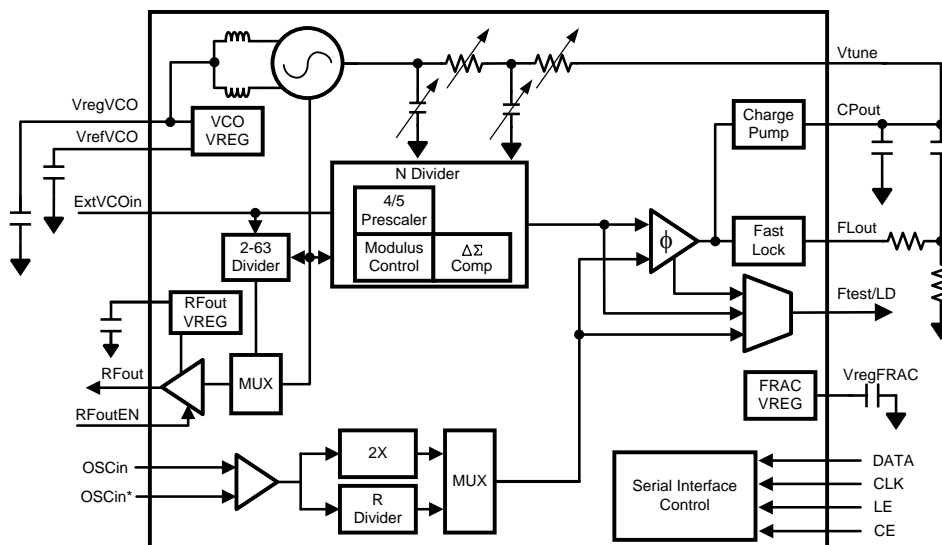 Vtune
VregVCO
VCO
VREG
VrefVCO
Charge
Pump
CPout
N Divider
4/5
Prescaler
ExtVCOin
Modulus
Control
ΔΣ
Comp
2-63
Divider
ϕ
Fast
Lock
FLout
RFout
VREG
Ftest/LD
RFout
MUX
RFoutEN
FRAC
VREG
VregFRAC
OSCin
OSCin*
2X
R
Divider
MUX
Serial Interface
Control
DATA
CLK
LE
CE